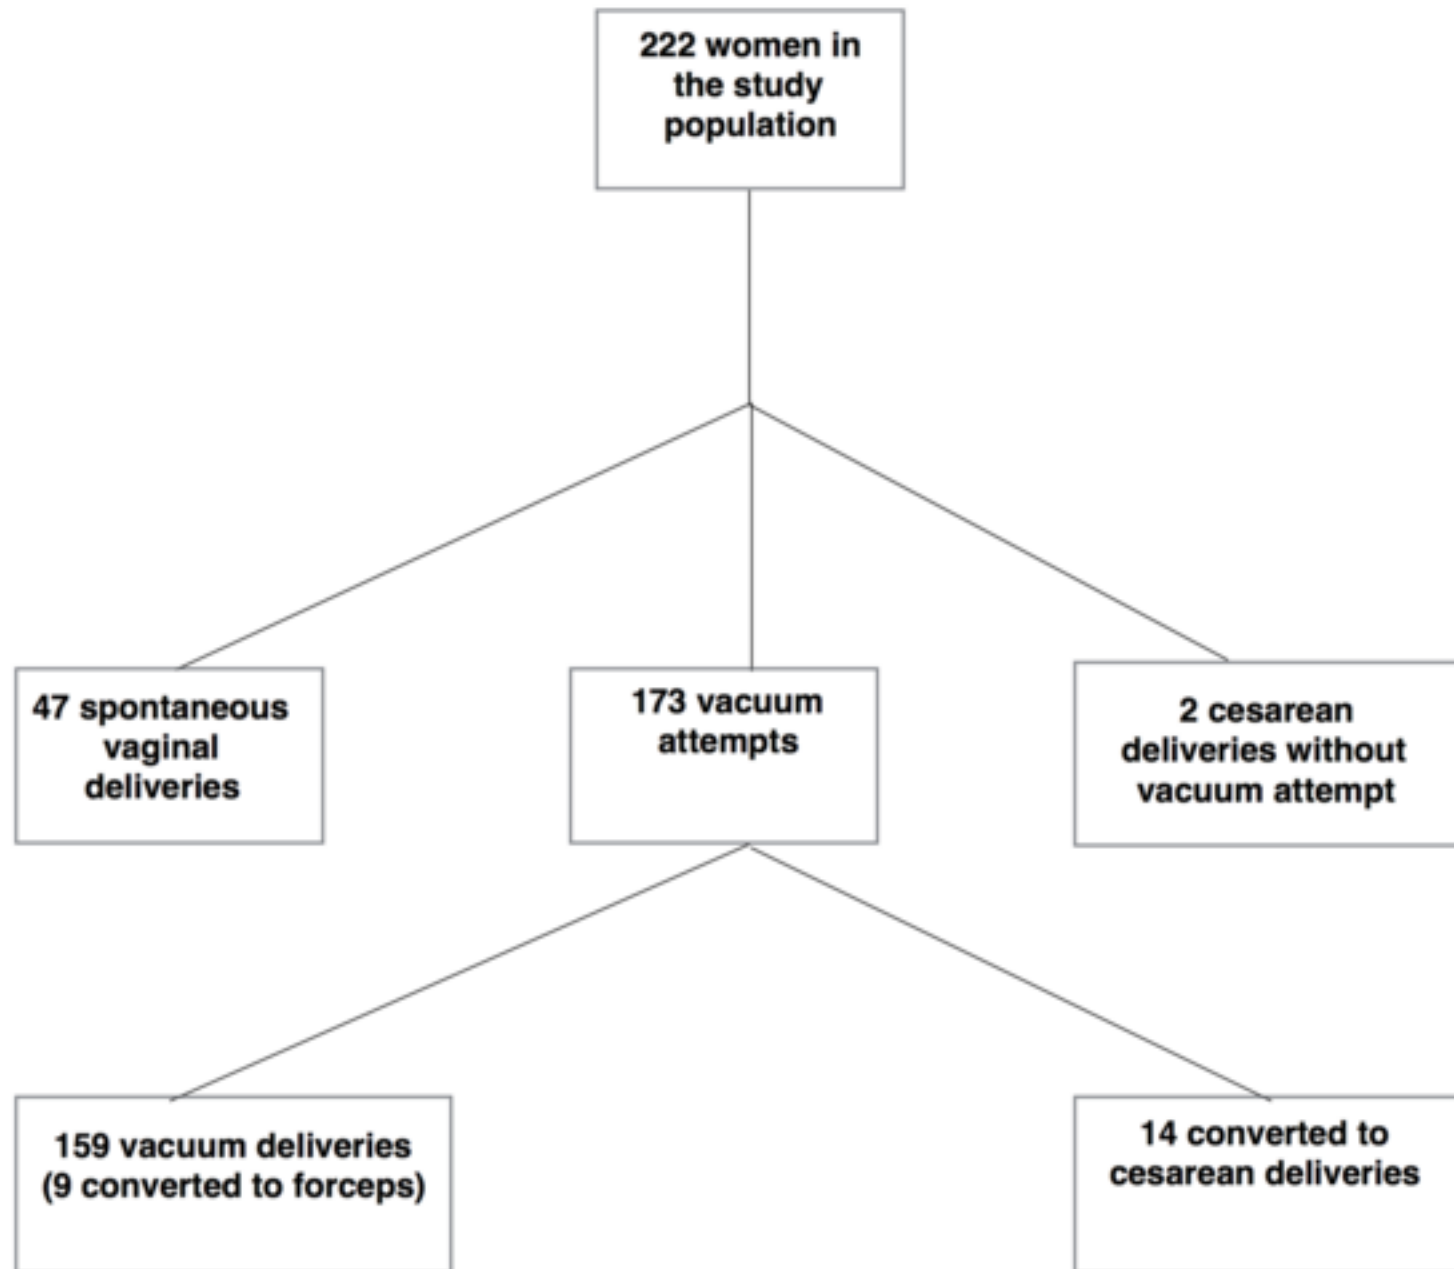 222 women in
the study
population
47 spontaneous
vaginal
deliveries
173 vacuum
attempts
2 cesarean
deliveries without
vacuum attempt
159 vacuum deliveries
(9 converted to forceps)
14 converted to
cesarean deliveries